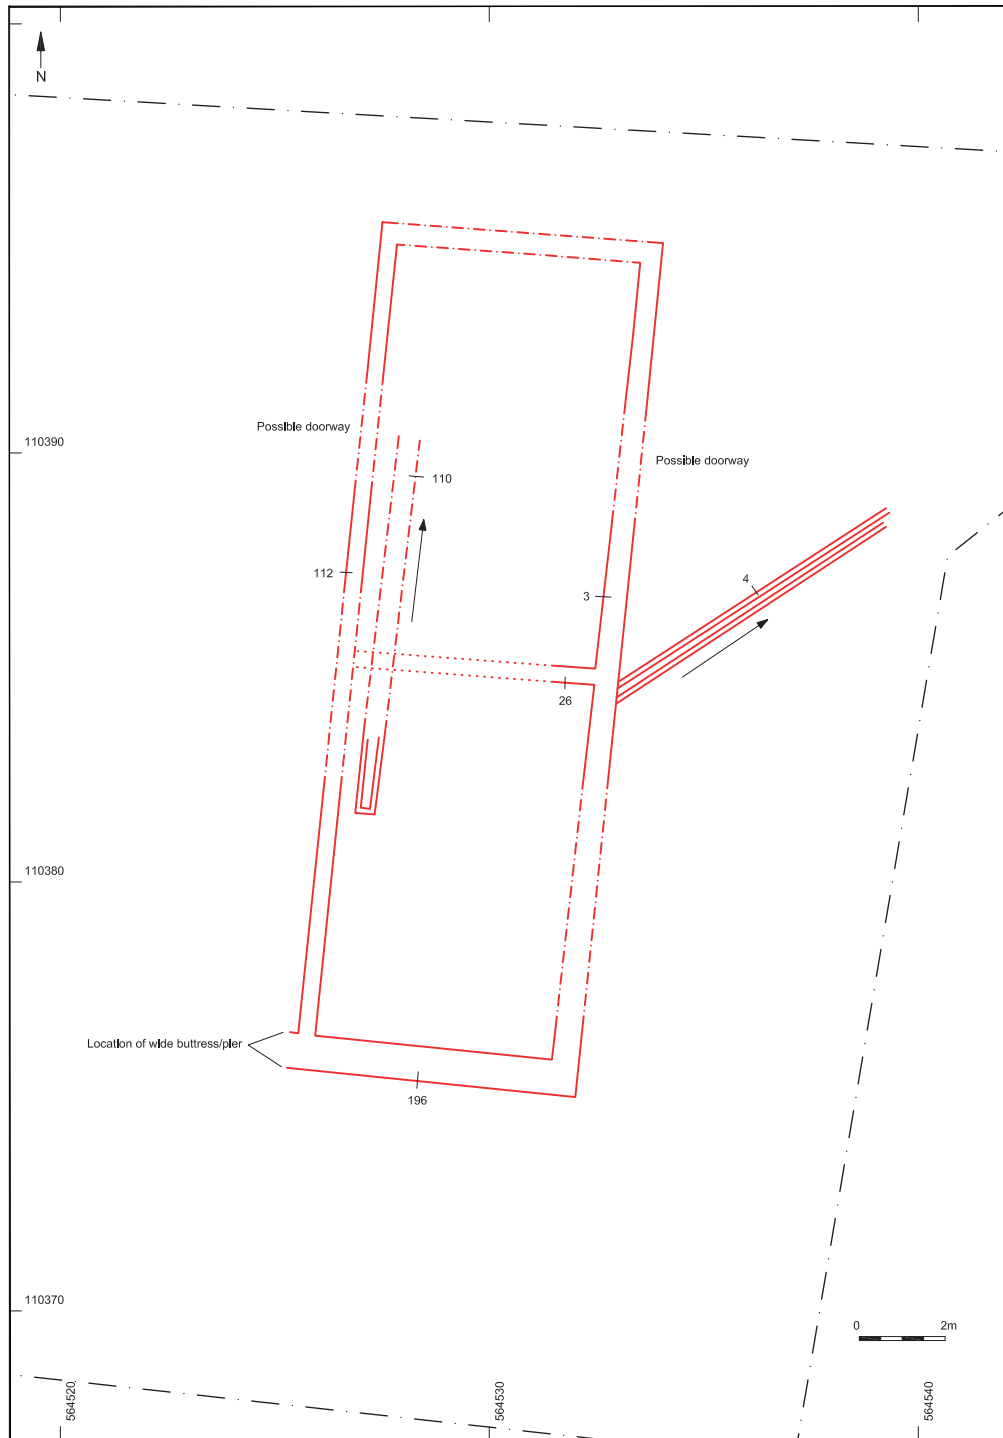 N
Possible doorway
110390
Possible doorway
110
112
3
4
26
110380
Location of wide buttress/pier
196
110370
0 2m
564520
564530
564540